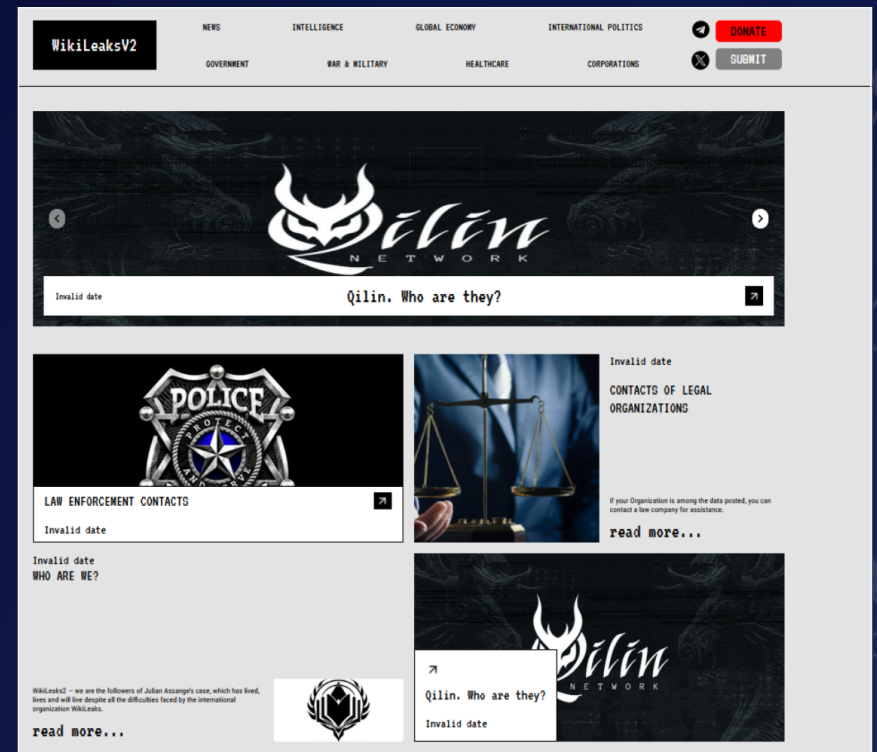 WikiLeaksV2
NEWS
INTELLIGENCE
GLOBAL ECONOMY
INTERNATIONAL POLITICS
DONATE
GOVERNMENT
WAR & MILITARY
HEALTHCARE
CORPORATIONS
SUBMIT
Qilin
NETWORK
Invalid date
Qilin. Who are they?
POLICE
PROTECT
AND SERVE
LAW ENFORCEMENT CONTACTS
Invalid date
Invalid date
CONTACTS OF LEGAL
ORGANIZATIONS
If your Organization is among the data posted, you can
contact a law company for assistance.
read more...
Invalid date
WHO ARE WE?
WikiLeaks2 – we are the followers of Julian Assange's case, which has lived,
lives and will live despite all the difficulties faced by the international
organization WikiLeaks.
read more...
Qilin
NETWORK
Qilin. Who are they?
Invalid date